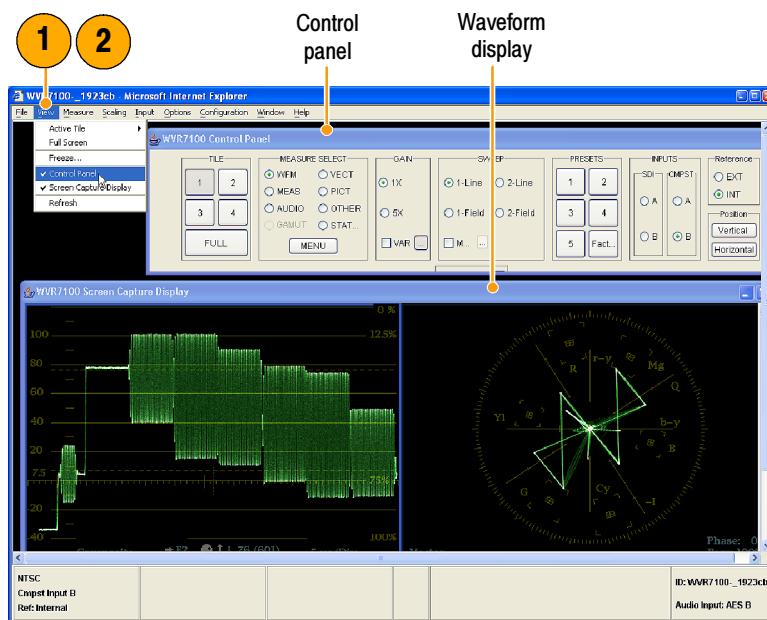 1 2
Control
panel
Waveform
display
WVR7100-_1923cb - Microsoft Internet Explorer
File View Measure Scaling Input Options Configuration Window Help
Active Tile
Full Screen
Freeze...
Control Panel
Screen Capture Display
Refresh
WVR7100 Control Panel
TILE MEASURE SELECT GAIN SWEEP PRESETS INPUTS Reference
1 2 WFM VECT 1X 1-Line 2-Line 1 2 SDI CMPST EXT
MEAS PICT INT
3 4 AUDIO OTHER 5X 1-Field 2-Field 3 4 A A Position
GAMUT STAT... Vertical
FULL MENU VAR ... M... ... 5 Fact... B B Horizontal
WVR7100 Screen Capture Display
0 %
100 12.5%
80
60
40
20
7.5 75%
-20
-40 100%
R r-y Mg
Q
Yl b-y
B
G Cy -I
Phase: 0
NTSC
Cmpst Input B
Ref: Internal
ID: WVR7100-_1923cb
Audio Input: AES B